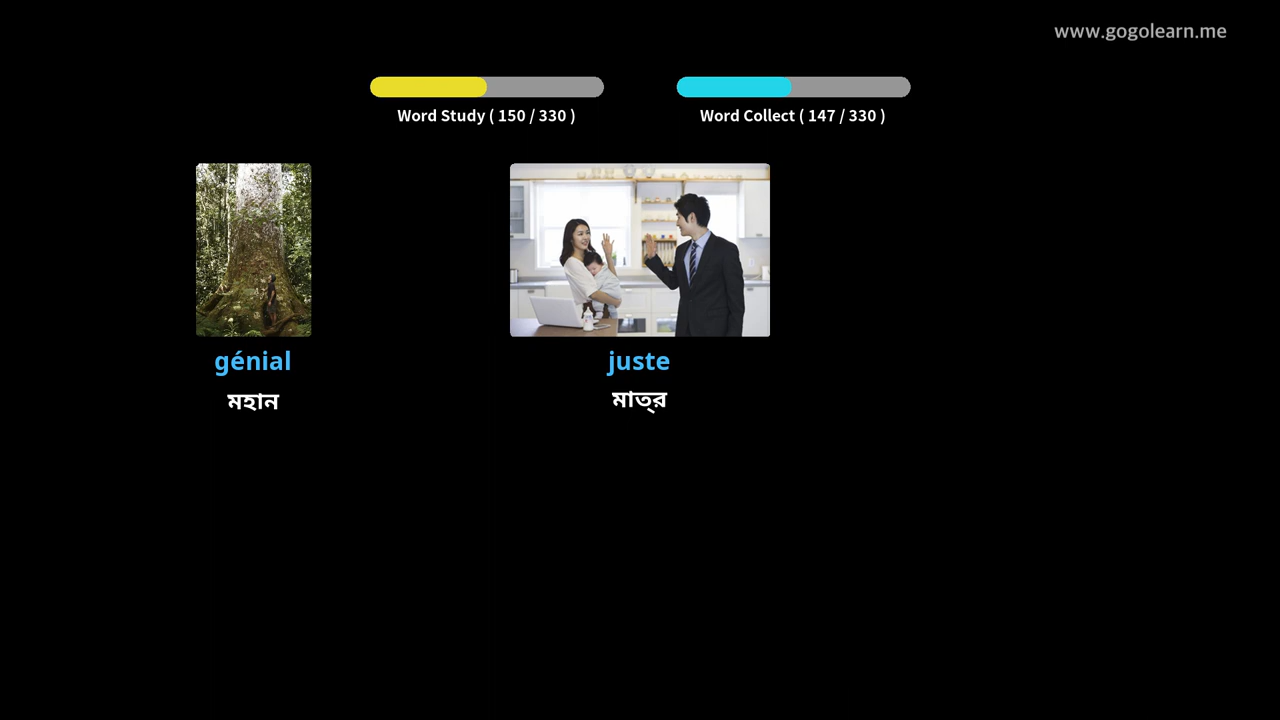 www.gogolearn.me
Word Study ( 150 / 330 )
Word Collect ( 147 / 330 )
génial
juste
মহান
মাত্র